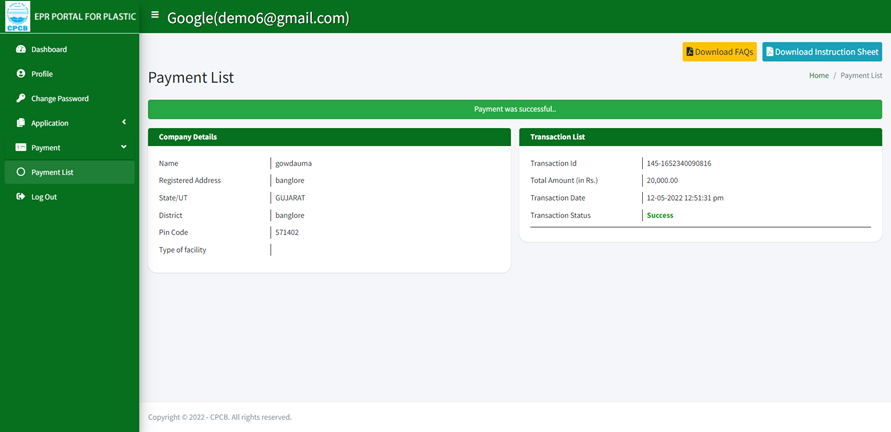 CPCB
EPR PORTAL FOR PLASTIC
Google(demo6@gmail.com)
Dashboard
Profile
Change Password
Application
Payment
Payment List
Log Out
Download FAQs
Download Instruction Sheet
Payment List
Home / Payment List
Payment was successful..
Company Details
Name gowdauma
Registered Address banglore
State/UT GUJARAT
District banglore
Pin Code 571402
Type of facility
Transaction List
Transaction Id 145-1652340090816
Total Amount (in Rs.) 20,000.00
Transaction Date 12-05-2022 12:51:31 pm
Transaction Status Success
Copyright © 2022 - CPCB. All rights reserved.